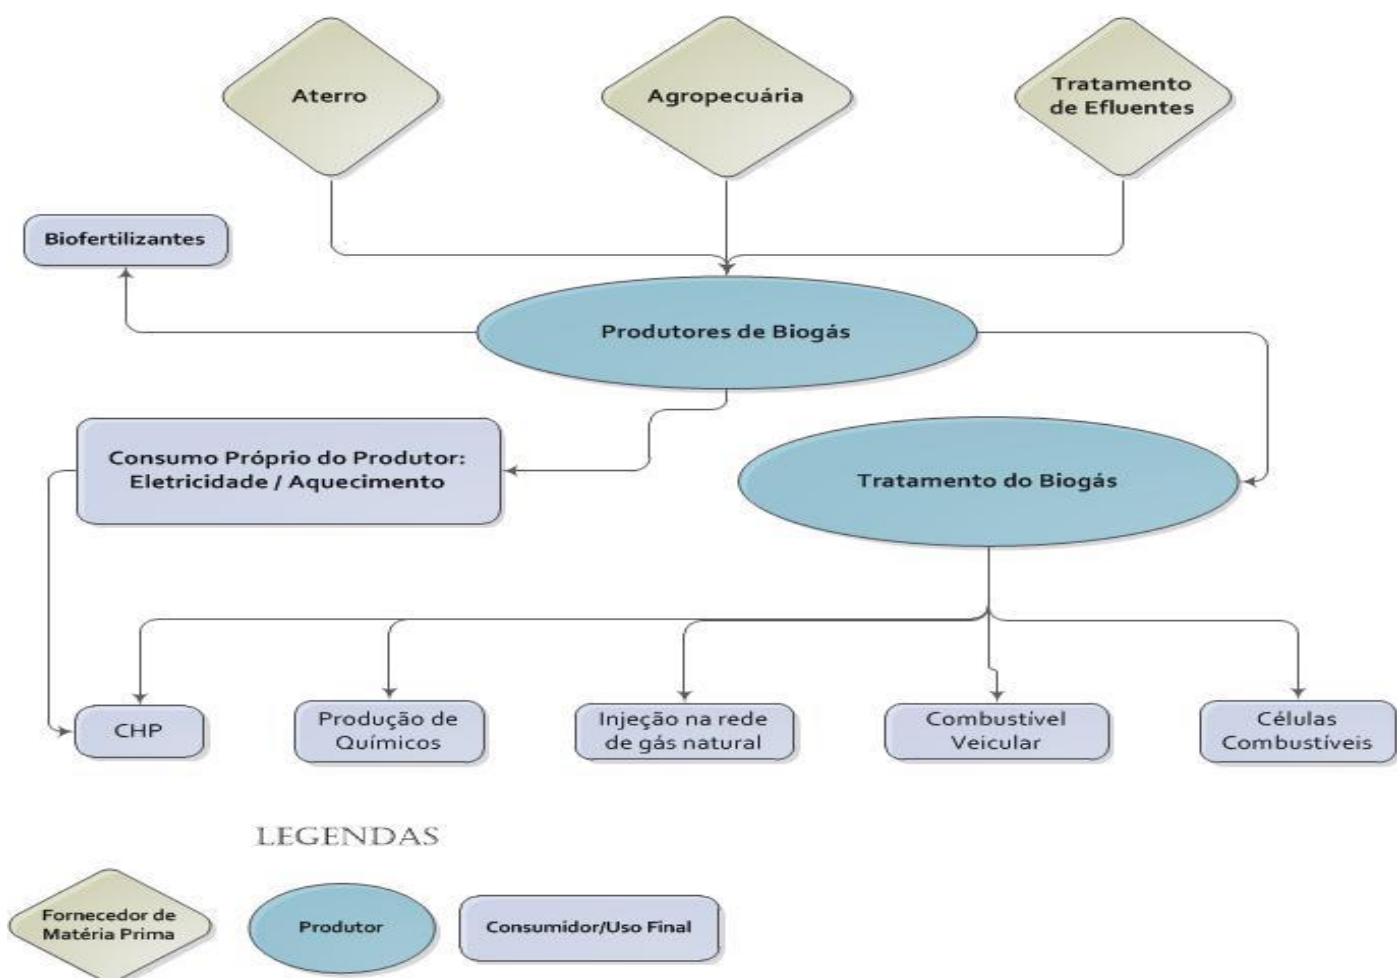 Aterro
Agropecuária
Tratamento
de Efluentes
Biofertilizantes
Produtores de Biogás
Consumo Próprio do Produtor:
Eletricidade / Aquecimento
Tratamento do Biogás
CHP
Produção de
Químicos
Injeção na rede
de gás natural
Combustível
Veicular
Células
Combustíveis
LEGENDAS
Fornecedor de
Matéria Prima
Produtor
Consumidor/Uso Final